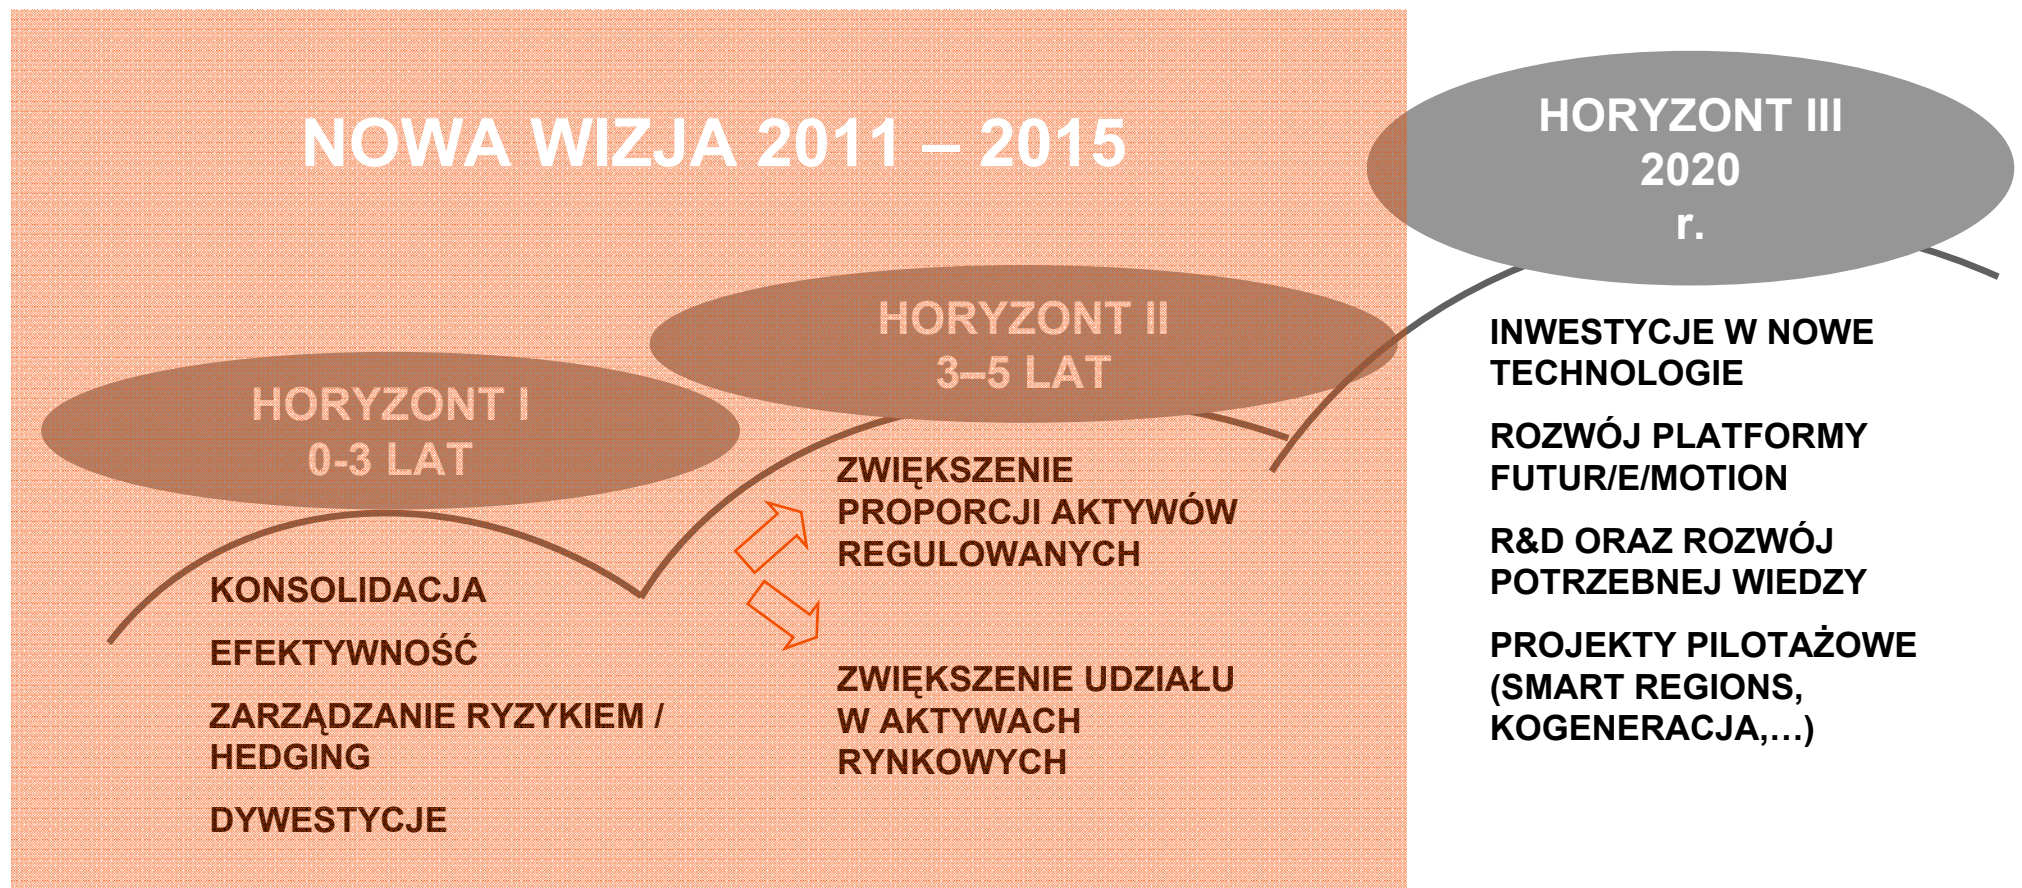 NOWA WIZJA 2011 – 2015
HORYZONT I
0-3 LAT
KONSOLIDACJA
EFEKTYWNOŚĆ
ZARZĄDZANIE RYZYKIEM /
HEDGING
DYWESTYCJE
HORYZONT II
3–5 LAT
ZWIĘKSZENIE
PROPORCJI AKTYWÓW
REGULOWANYCH
ZWIĘKSZENIE UDZIAŁU
W AKTYWACH
RYNKOWYCH
HORYZONT III
2020
r.
INWESTYCJE W NOWE
TECHNOLOGIE
ROZWÓJ PLATFORMY
FUTUR/E/MOTION
R&D ORAZ ROZWÓJ
POTRZEBNEJ WIEDZY
PROJEKTY PILOTAŻOWE
(SMART REGIONS,
KOGENERACJA,…)